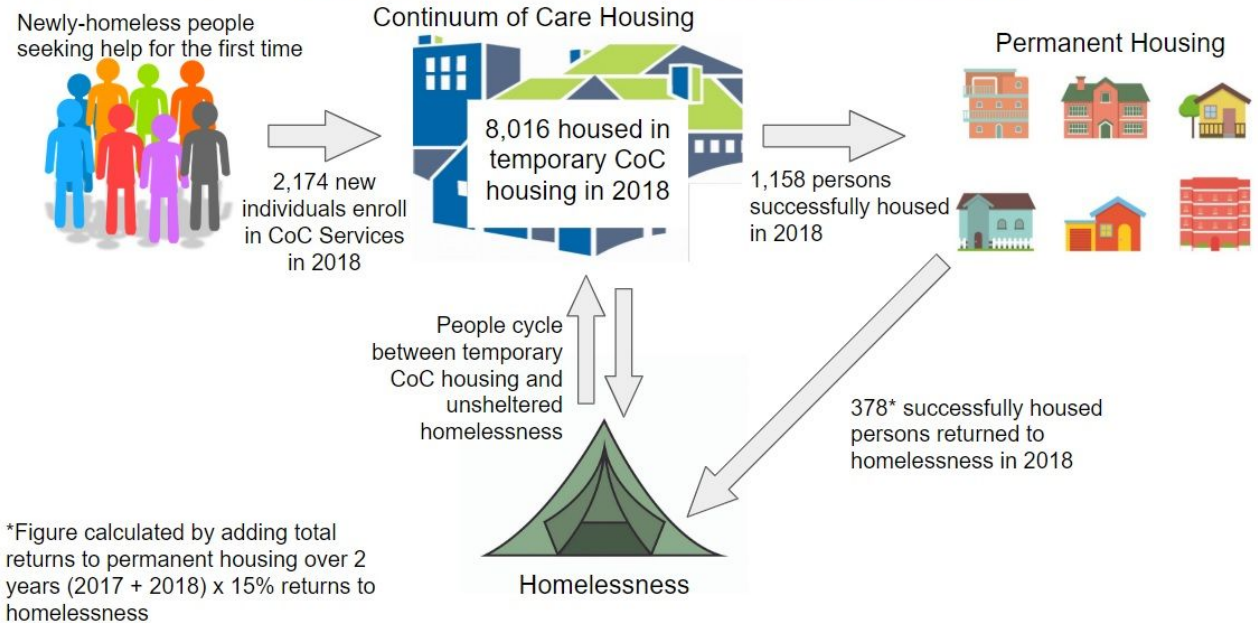 Newly-homeless people
seeking help for the first time
Continuum of Care Housing
Permanent Housing
8,016 housed in
temporary CoC
housing in 2018
2,174 new
individuals enroll
in CoC Services
in 2018
1,158 persons
successfully housed
in 2018
People cycle
between temporary
CoC housing and
unsheltered
homelessness
378* successfully housed
persons returned to
homelessness in 2018
Homelessness
*Figure calculated by adding total
returns to permanent housing over 2
years (2017 + 2018) x 15% returns to
homelessness